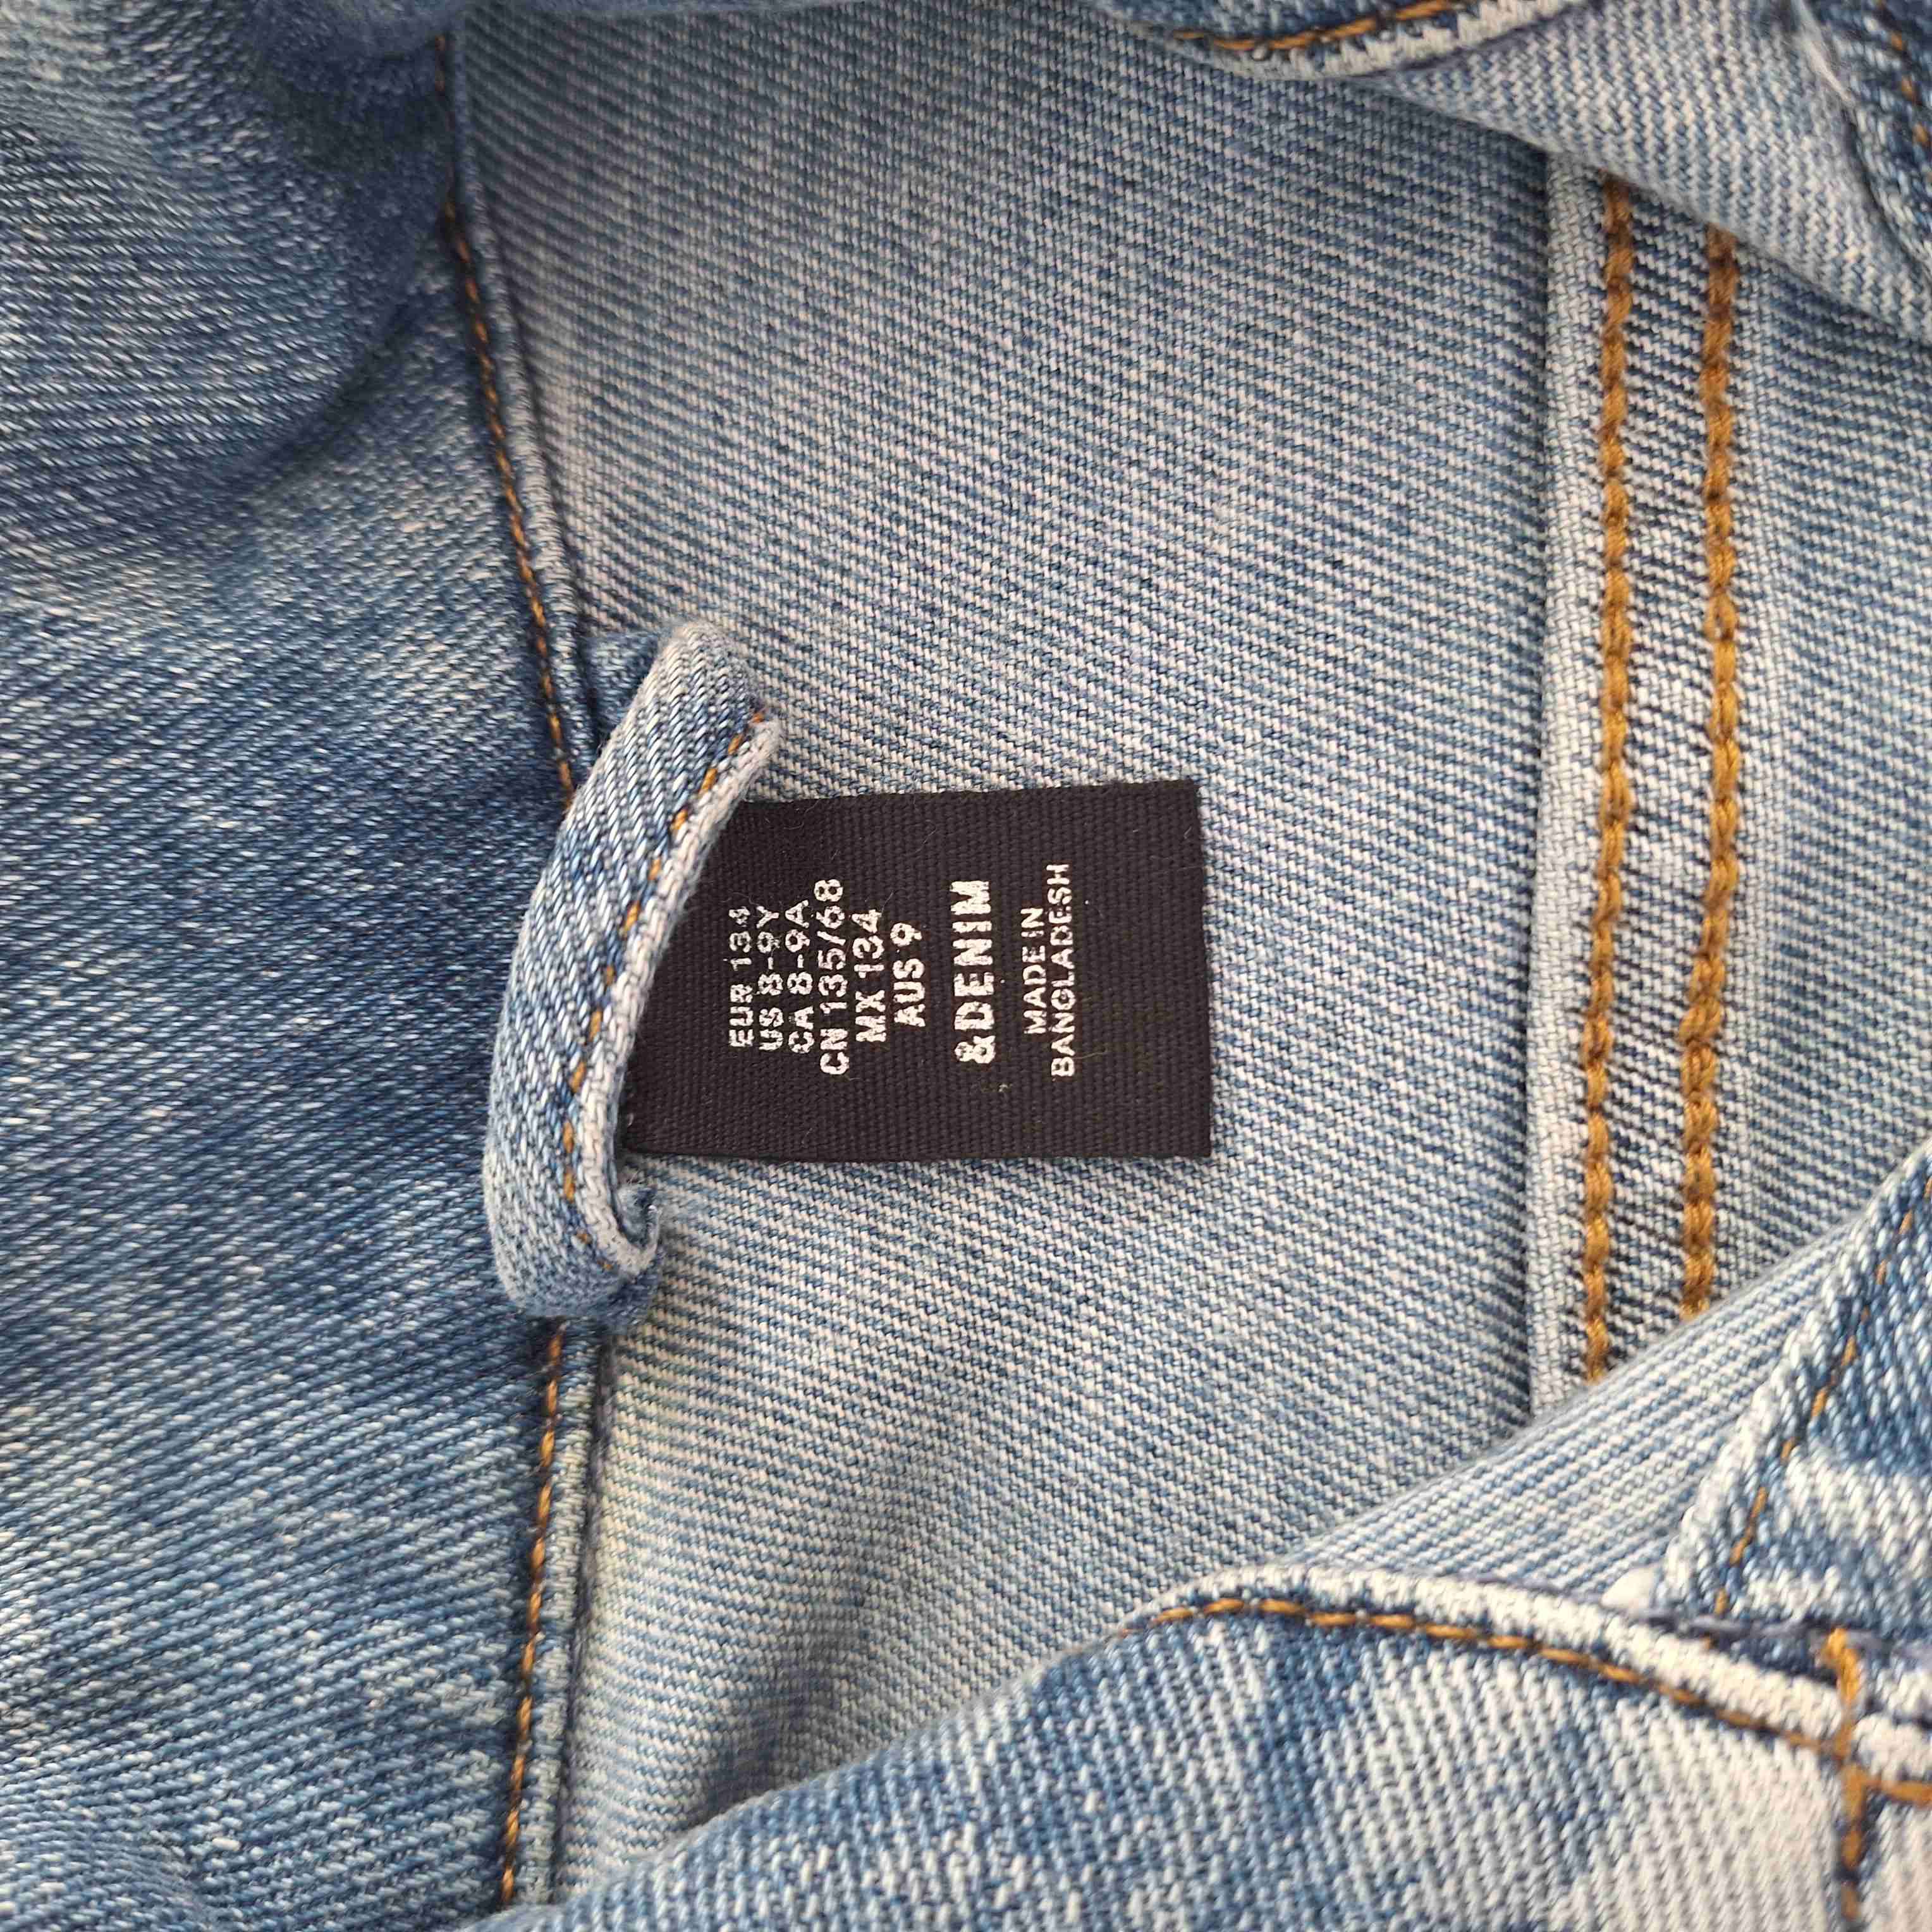 EUR 134
US 8-9Y
CA 8-9A
CN 135/68
MX 134
AUS 9
&DENIM
MADE IN
BANGLADESH